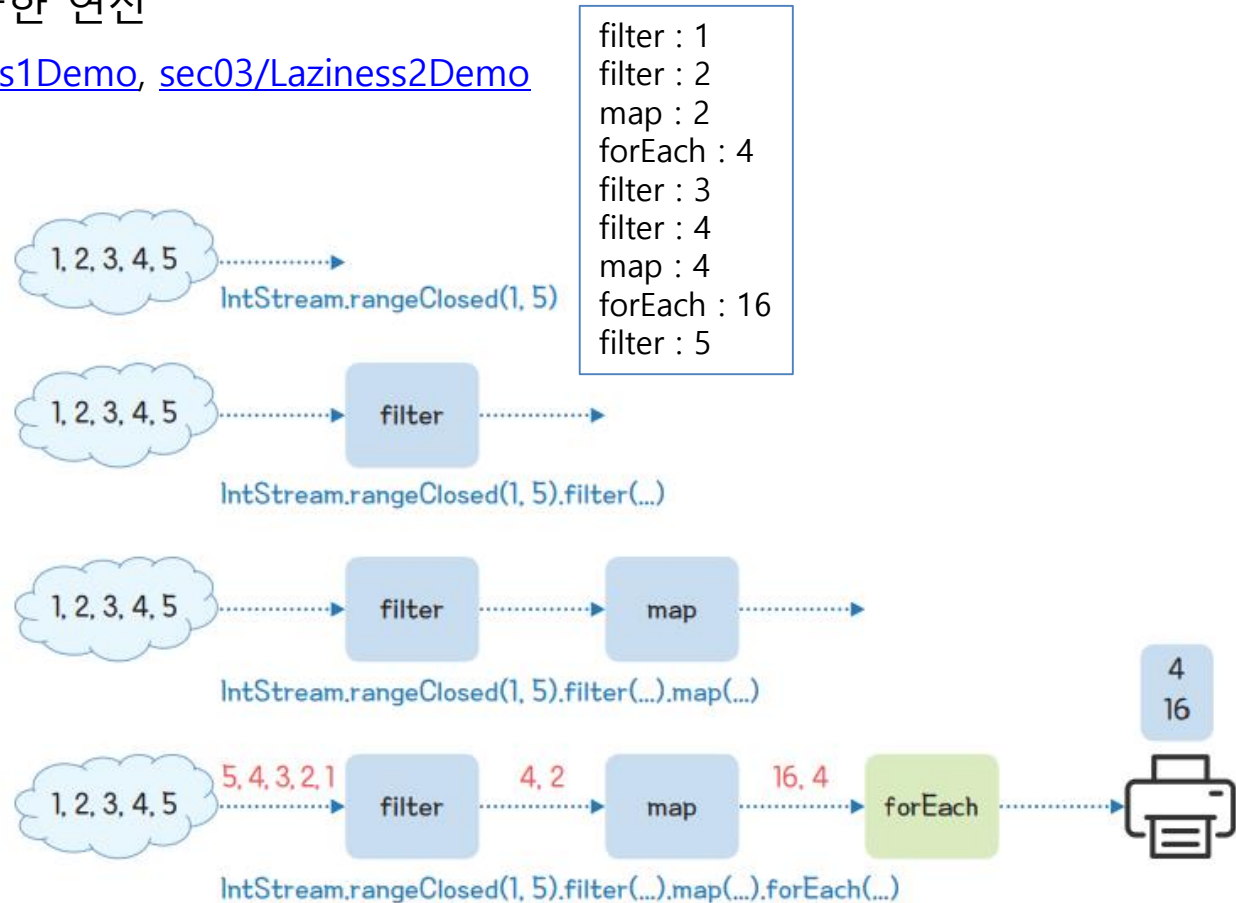 연산
s1Demo, sec03/Laziness2Demo
filter : 1
filter : 2
map : 2
forEach : 4
filter : 3
filter : 4
map : 4
forEach : 16
filter : 5
1, 2, 3, 4, 5
IntStream.rangeClosed(1, 5)
1, 2, 3, 4, 5 filter
IntStream.rangeClosed(1, 5).filter(...)
1, 2, 3, 4, 5 filter map
IntStream.rangeClosed(1, 5).filter(...).map(...)
4
16
5, 4, 3, 2, 1 4, 2 16, 4
1, 2, 3, 4, 5 filter map forEach
IntStream.rangeClosed(1, 5).filter(...).map(...).forEach(...)